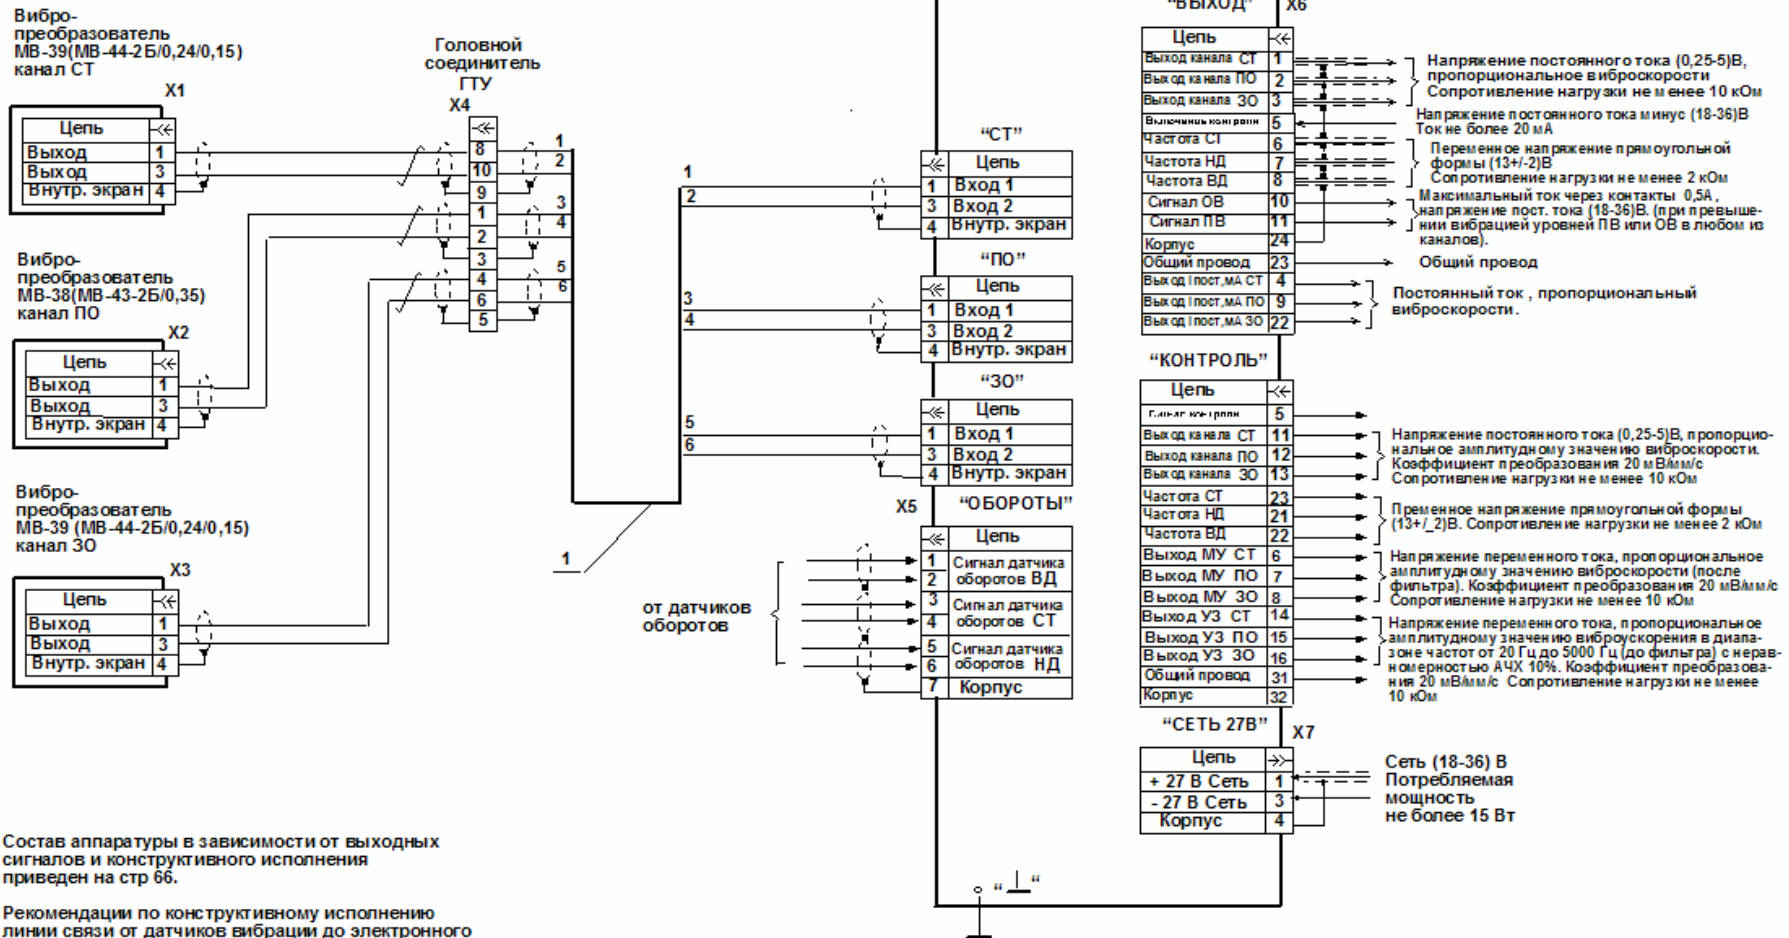 Вибро-
преобразователь
МВ-39(МВ-44-2Б/0,24/0,15)
канал СТ
X1
Цепь
Выход 1
Выход 3
Внутр. экран 4
Вибро-
преобразователь
МВ-38(МВ-43-2Б/0,35)
канал ПО
X2
Цепь
Выход 1
Выход 3
Внутр. экран 4
Вибро-
преобразователь
МВ-39 (МВ-44-2Б/0,24/0,15)
канал ЗО
X3
Цепь
Выход 1
Выход 3
Внутр. экран 4
Головной
соединитель
ГТУ
X4
8
10
9
1
2
3
4
6
5
1
2
3
4
5
6
1
1
2
3
4
5
6
“СТ”
Цепь
1 Вход 1
3 Вход 2
4 Внутр. экран
“ПО”
Цепь
1 Вход 1
3 Вход 2
4 Внутр. экран
“ЗО”
Цепь
1 Вход 1
3 Вход 2
4 Внутр. экран
X5 “ОБОРОТЫ”
Цепь
1 Сигнал датчика
2 оборотов ВД
3 Сигнал датчика
4 оборотов СТ
5 Сигнал датчика
6 оборотов НД
7 Корпус
от датчиков
оборотов
“ВЫХОД” X6
Цепь
Выход канала СТ 1
Выход канала ПО 2
Выход канала ЗО 3
Включение контроля 5
Частота СТ 6
Частота НД 7
Частота ВД 8
Сигнал ОВ 10
Сигнал ПВ 11
Корпус 24
Общий провод 23
Выход I пост,мА СТ 4
Выход I пост,мА ПО 9
Выход I пост,мА ЗО 22
Напряжение постоянного тока (0,25-5)В,
пропорциональное виброскорости
Сопротивление нагрузки не менее 10 кОм
Напряжение постоянного тока минус (18-36)В
Ток не более 20 мА
Переменное напряжение прямоугольной
формы (13+/-2)В
Сопротивление нагрузки не менее 2 кОм
Максимальный ток через контакты 0,5А,
напряжение пост. тока (18-36)В. (при превыше-
нии вибрацией уровней ПВ или ОВ в любом из
каналов).
Общий провод
Постоянный ток , пропорциональный
виброскорости.
“КОНТРОЛЬ”
Цепь
Сигнал контроля 5
Выход канала СТ 11
Выход канала ПО 12
Выход канала ЗО 13
Частота СТ 23
Частота НД 21
Частота ВД 22
Выход МУ СТ 6
Выход МУ ПО 7
Выход МУ ЗО 8
Выход УЗ СТ 14
Выход УЗ ПО 15
Выход УЗ ЗО 16
Общий провод 31
Корпус 32
Напряжение постоянного тока (0,25-5)В, пропорцио-
нальное амплитудному значению виброскорости.
Коэффициент преобразования 20 мВ/мм/с
Сопротивление нагрузки не менее 10 кОм
Пременное напряжение прямоугольной формы
(13+/_2)В. Сопротивление нагрузки не менее 2 кОм
Напряжение переменного тока, пропорциональное
амплитудному значению виброскорости (после
фильтра). Коэффициент преобразования 20 мВ/мм/с
Сопротивление нагрузки не менее 10 кОм
Напряжение переменного тока, пропорциональное
амплитудному значению виброускорения в диапа-
зоне частот от 20 Гц до 5000 Гц (до фильтра) с нерав-
номерностью АЧХ 10%. Коэффициент преобразова-
ния 20 мВ/мм/с Сопротивление нагрузки не менее
10 кОм
“СЕТЬ 27В” X7
Цепь
+ 27 В Сеть 1
- 27 В Сеть 3
Корпус 4
Сеть (18-36) В
Потребляемая
мощность
не более 15 Вт
Состав аппаратуры в зависимости от выходных
сигналов и конструктивного исполнения
приведен на стр 66.
Рекомендации по конструктивному исполнению
линии связи от датчиков вибрации до электронного